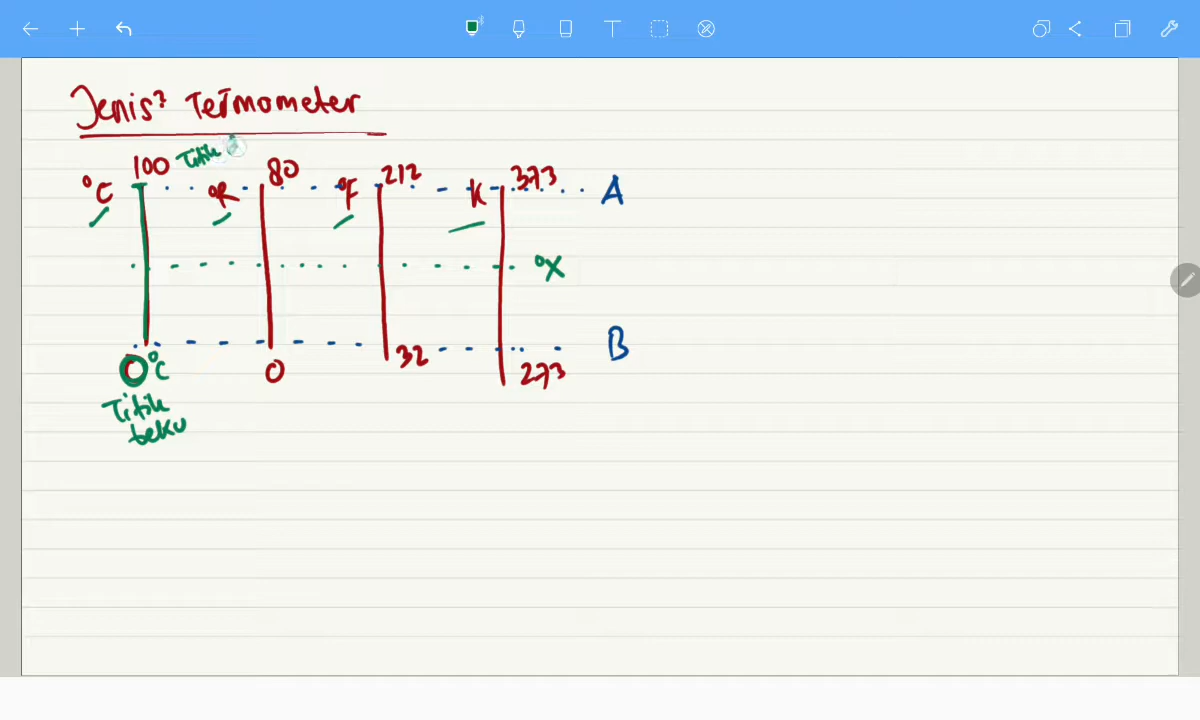 Jenis² Termometer
100 Titik 80 212 373
°C °R °F K A
°X
B
0°C 0 32 273
Titik
beku